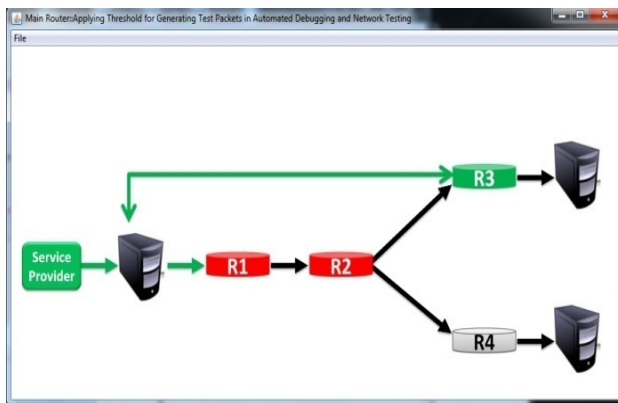 Main Router::Applying Threshold for Generating Test Packets in Automated Debugging and Network Testing
File
R3
Service
Provider
R1
R2
R4